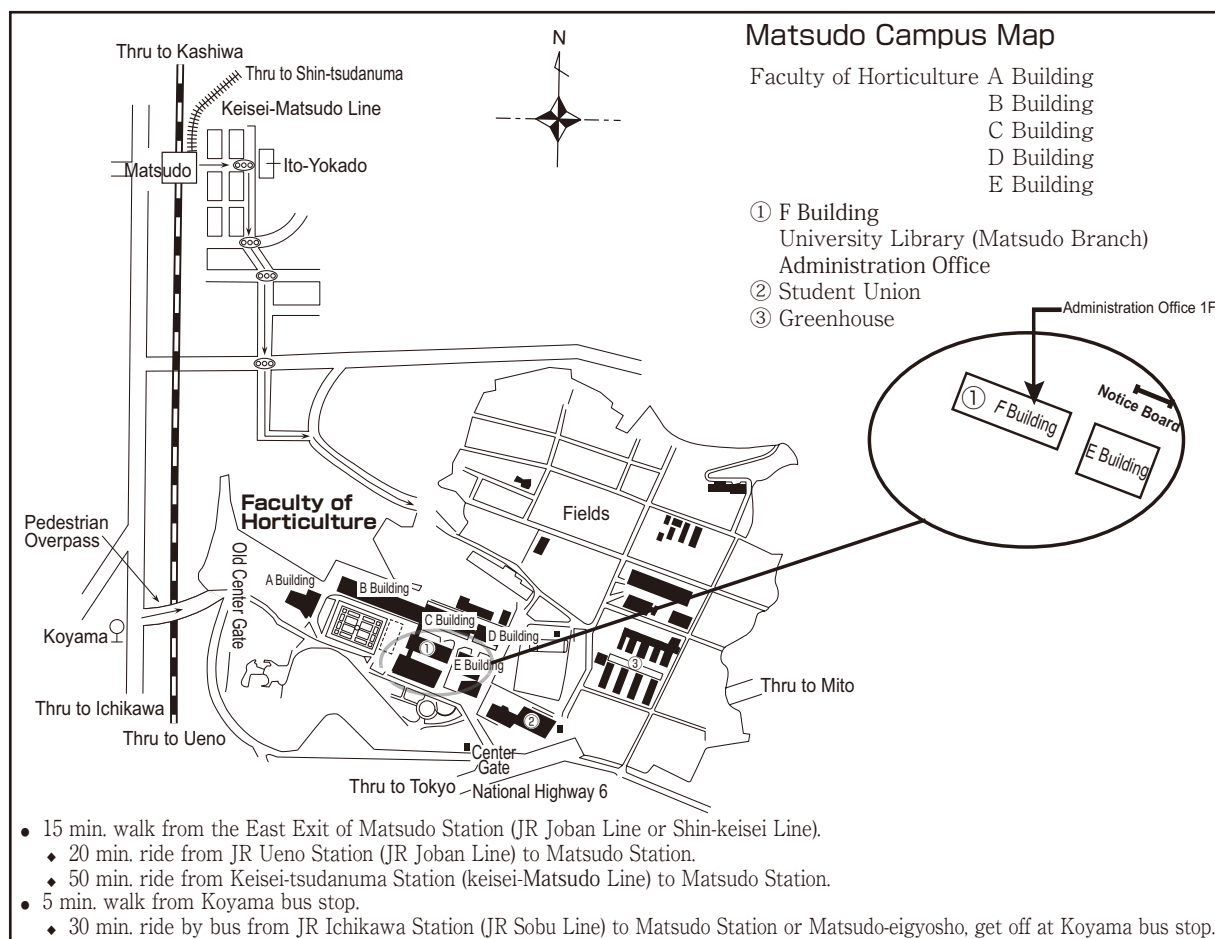 Matsudo Campus Map
Faculty of Horticulture A Building
B Building
C Building
D Building
E Building
① F Building
University Library (Matsudo Branch)
Administration Office
② Student Union
③ Greenhouse
N
Thru to Kashiwa
Thru to Shin-tsudanuma
Keisei-Matsudo Line
Matsudo
Ito-Yokado
Administration Office 1F
① F Building
Notice Board
E Building
Faculty of
Horticulture
Fields
Pedestrian
Overpass
Old Center Gate
A Building
B Building
C Building
D Building
①
E Building
②
③
Koyama
Thru to Mito
Thru to Ichikawa
Thru to Ueno
Center
Gate
Thru to Tokyo
National Highway 6
• 15 min. walk from the East Exit of Matsudo Station (JR Joban Line or Shin-keisei Line).
◆ 20 min. ride from JR Ueno Station (JR Joban Line) to Matsudo Station.
◆ 50 min. ride from Keisei-tsudanuma Station (keisei-Matsudo Line) to Matsudo Station.
• 5 min. walk from Koyama bus stop.
◆ 30 min. ride by bus from JR Ichikawa Station (JR Sobu Line) to Matsudo Station or Matsudo-eigyosho, get off at Koyama bus stop.